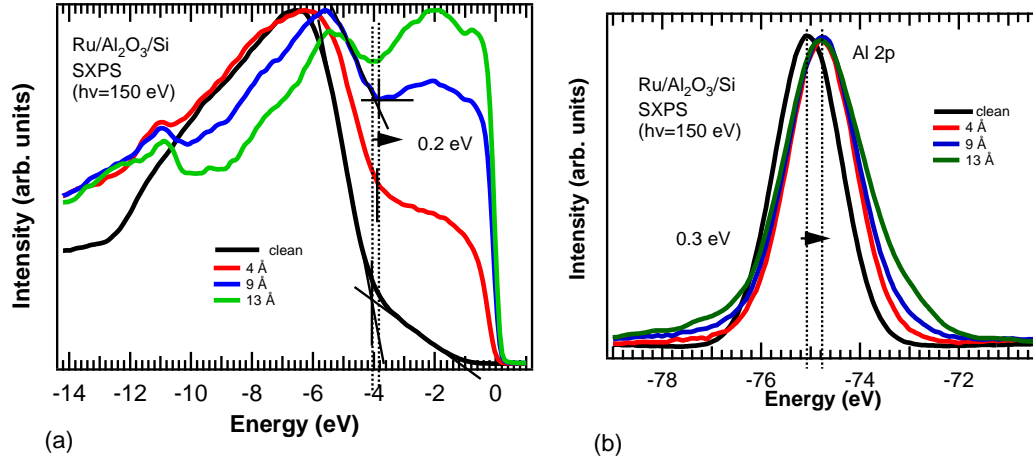 Ru/Al2O3/Si
SXPS
(hν=150 eV)
0.2 eV
clean
4 Å
9 Å
13 Å
Intensity (arb. units)
-14 -12 -10 -8 -6 -4 -2 0
Energy (eV)
(a)
Al 2p
Ru/Al2O3/Si
SXPS
(hν=150 eV)
clean
4 Å
9 Å
13 Å
0.3 eV
Intensity (arb. units)
-78 -76 -74 -72
Energy (eV)
(b)